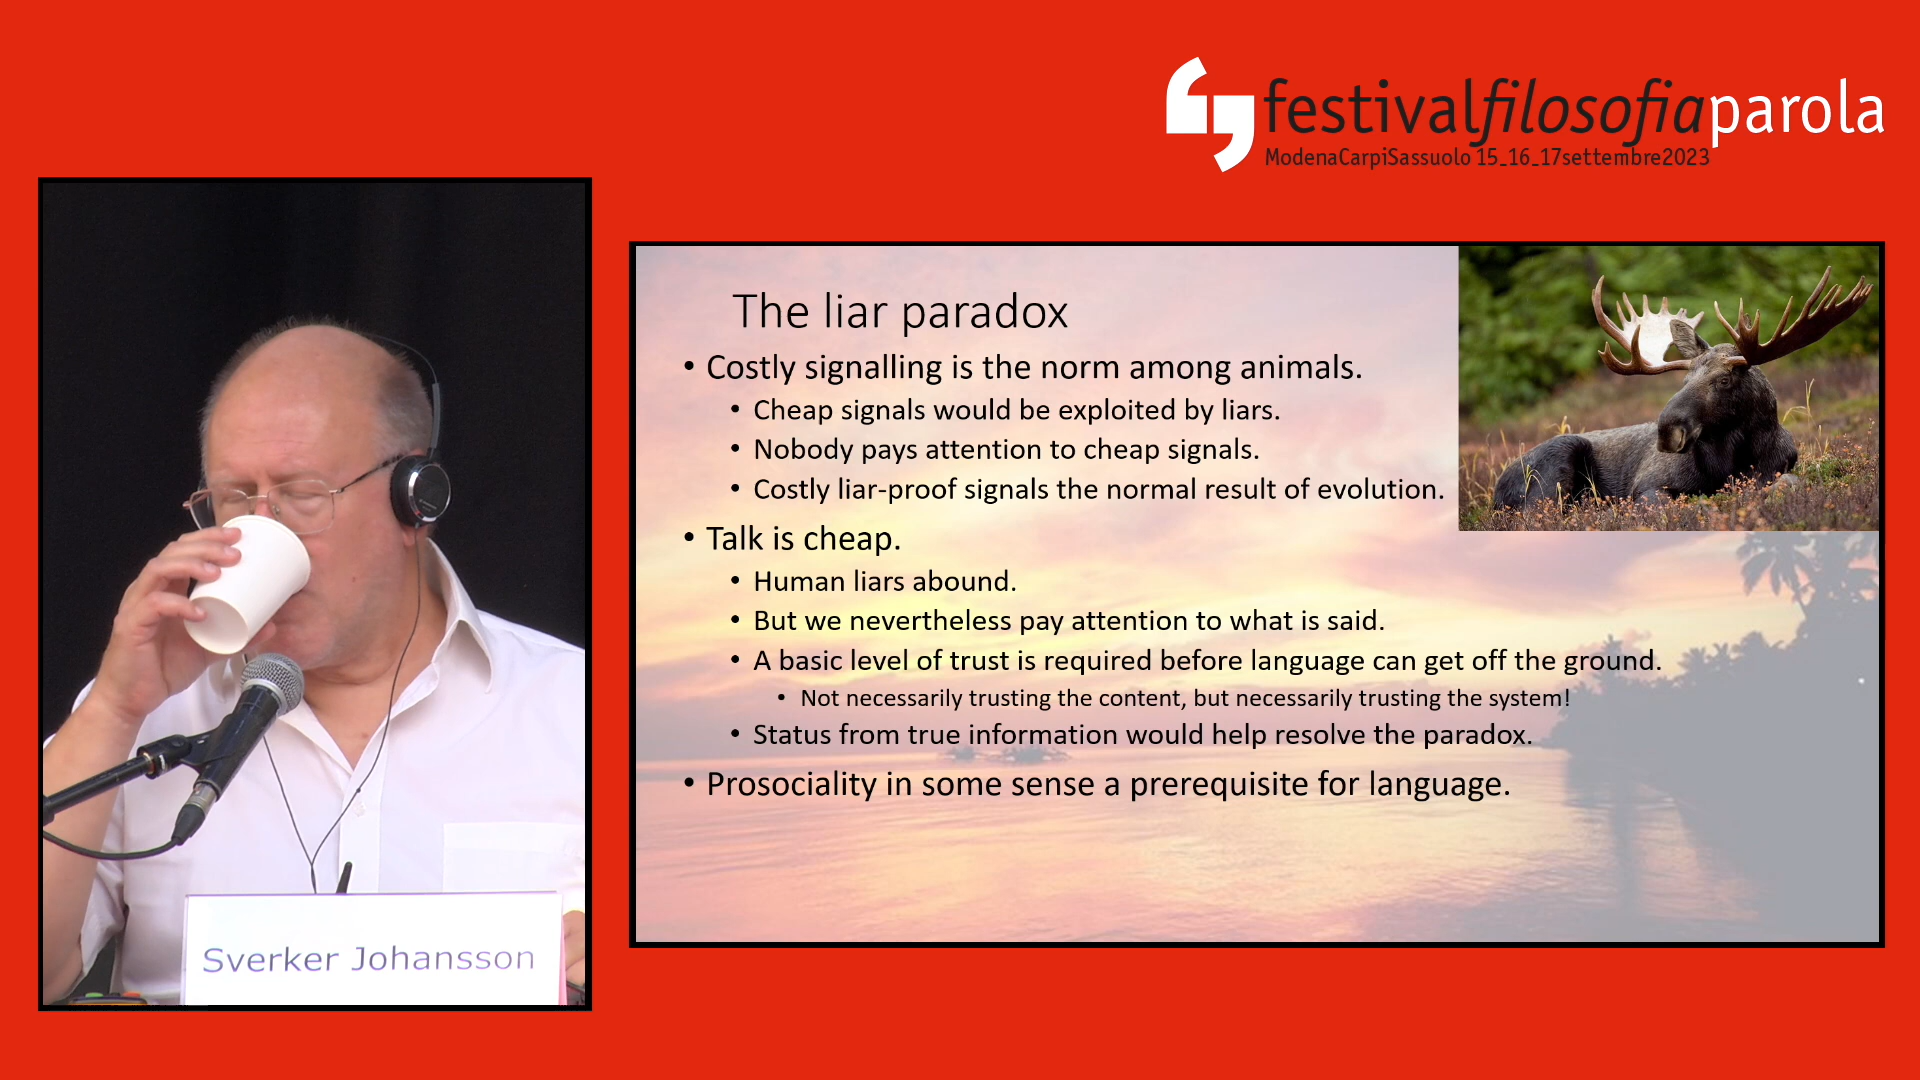 festivalfilosofiaparola
ModenaCarpiSassuolo 15_16_17settembre2023
The liar paradox
• Costly signalling is the norm among animals.
• Cheap signals would be exploited by liars.
• Nobody pays attention to cheap signals.
• Costly liar-proof signals the normal result of evolution.
• Talk is cheap.
• Human liars abound.
• But we nevertheless pay attention to what is said.
• A basic level of trust is required before language can get off the ground.
• Not necessarily trusting the content, but necessarily trusting the system!
• Status from true information would help resolve the paradox.
• Prosociality in some sense a prerequisite for language.
Sverker Johansson